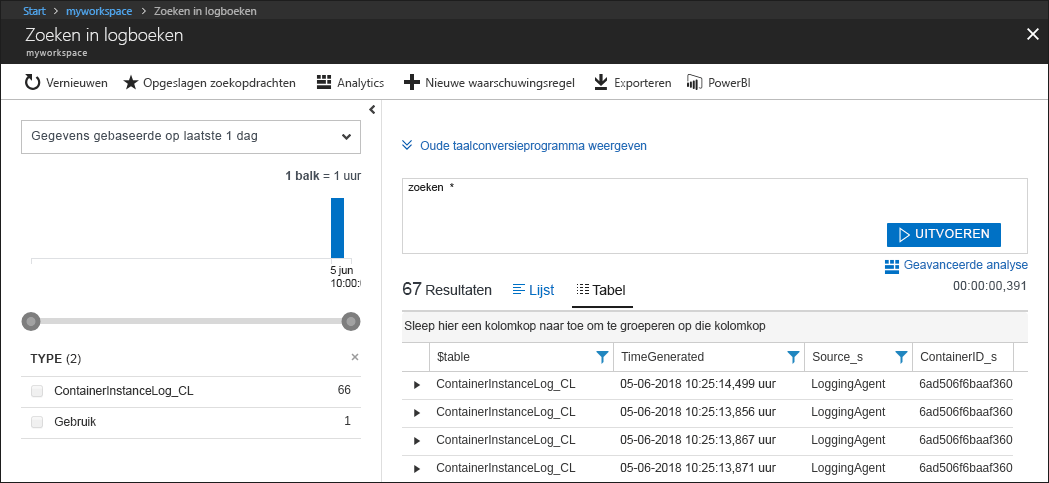 Start > myworkspace > Zoeken in logboeken
Zoeken in logboeken
myworkspace
Vernieuwen Opgeslagen zoekopdrachten Analytics Nieuwe waarschuwingsregel Exporteren PowerBI
Gegevens gebaseerde op laatste 1 dag
1 balk = 1 uur
5 jun
10:00:
TYPE (2)
ContainerInstanceLog_CL 66
Gebruik 1
Oude taalconversieprogramma weergeven
zoeken *
UITVOEREN
Geavanceerde analyse
67 Resultaten Lijst Tabel 00:00:00,391
Sleep hier een kolomkop naar toe om te groeperen op die kolomkop
$table TimeGenerated Source_s ContainerID_s
ContainerInstanceLog_CL 05-06-2018 10:25:14,499 uur LoggingAgent 6ad506f6baaf360
ContainerInstanceLog_CL 05-06-2018 10:25:13,856 uur LoggingAgent 6ad506f6baaf360
ContainerInstanceLog_CL 05-06-2018 10:25:13,867 uur LoggingAgent 6ad506f6baaf360
ContainerInstanceLog_CL 05-06-2018 10:25:13,871 uur LoggingAgent 6ad506f6baaf360